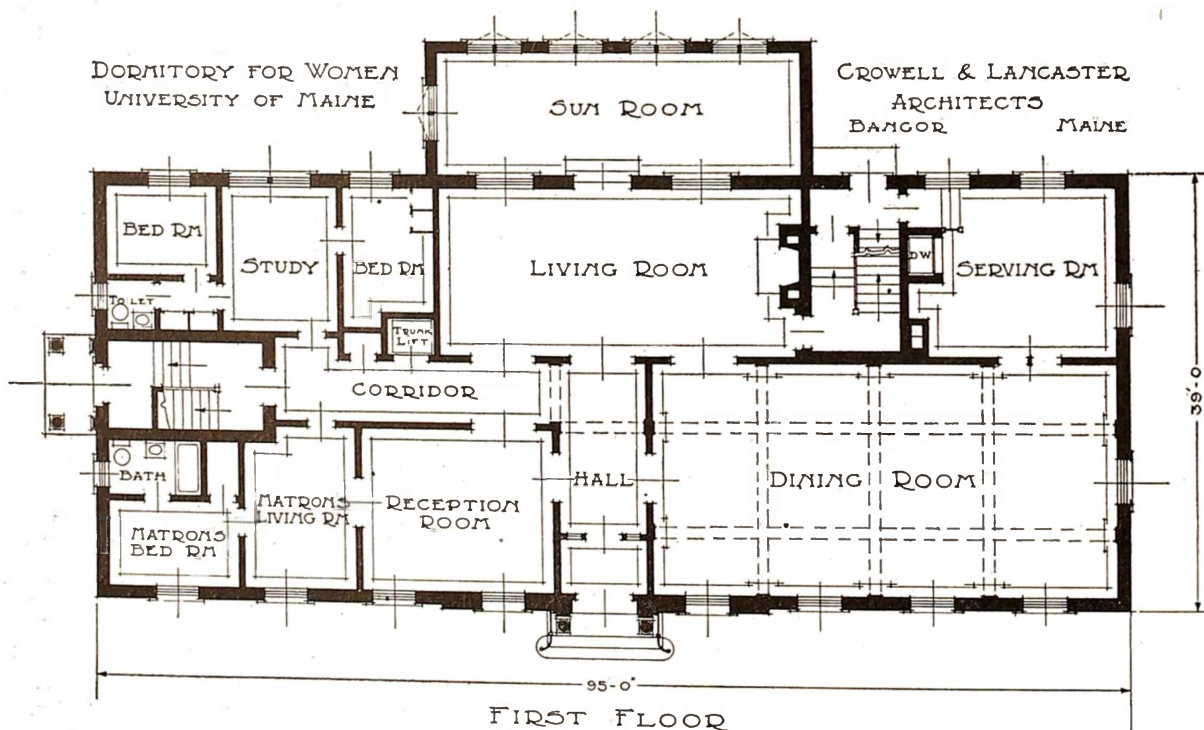 DORMITORY FOR WOMEN
UNIVERSITY OF MAINE
CROWELL & LANCASTER
ARCHITECTS
BANGOR MAINE
SUN ROOM
BED RM
STUDY
BED RM
LIVING ROOM
DW
SERVING RM
TOILET
TRUNK
LIFT
CORRIDOR
39'-0
BATH
MATRONS
LIVING RM
RECEPTION
ROOM
HALL
DINING ROOM
MATRONS
BED RM
95-0"
FIRST FLOOR